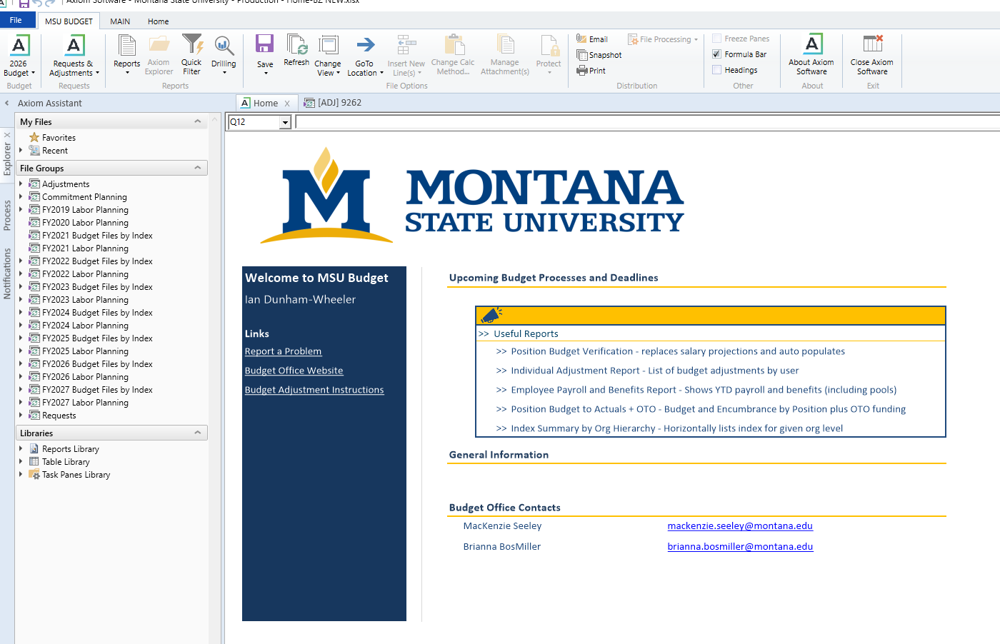 Axiom Software - Montana State University - Production - Home-BZ NEW.xlsx
File
MSU BUDGET
MAIN
Home
2026 Budget
Requests & Adjustments
Reports
Axiom Explorer
Quick Filter
Drilling
Save
Refresh
Change View
GoTo Location
Insert New Line(s)
Change Calc Method...
Manage Attachment(s)
Protect
Email
Snapshot
Print
File Processing
Freeze Panes
Formula Bar
Headings
About Axiom Software
Close Axiom Software
Budget
Requests
Reports
File Options
Distribution
Other
About
Exit
Axiom Assistant
Home
[ADJ] 9262
Q12
Explorer
Process
Notifications
My Files
Favorites
Recent
File Groups
Adjustments
Commitment Planning
FY2019 Labor Planning
FY2020 Labor Planning
FY2021 Budget Files by Index
FY2021 Labor Planning
FY2022 Budget Files by Index
FY2022 Labor Planning
FY2023 Budget Files by Index
FY2023 Labor Planning
FY2024 Budget Files by Index
FY2024 Labor Planning
FY2025 Budget Files by Index
FY2025 Labor Planning
FY2026 Budget Files by Index
FY2026 Labor Planning
FY2027 Budget Files by Index
FY2027 Labor Planning
Requests
Libraries
Reports Library
Table Library
Task Panes Library
M
MONTANA
STATE UNIVERSITY
Welcome to MSU Budget
Ian Dunham-Wheeler
Links
Report a Problem
Budget Office Website
Budget Adjustment Instructions
Upcoming Budget Processes and Deadlines
>> Useful Reports
>> Position Budget Verification - replaces salary projections and auto populates
>> Individual Adjustment Report - List of budget adjustments by user
>> Employee Payroll and Benefits Report - Shows YTD payroll and benefits (including pools)
>> Position Budget to Actuals + OTO - Budget and Encumbrance by Position plus OTO funding
>> Index Summary by Org Hierarchy - Horizontally lists index for given org level
General Information
Budget Office Contacts
MacKenzie Seeley mackenzie.seeley@montana.edu
Brianna BosMiller brianna.bosmiller@montana.edu